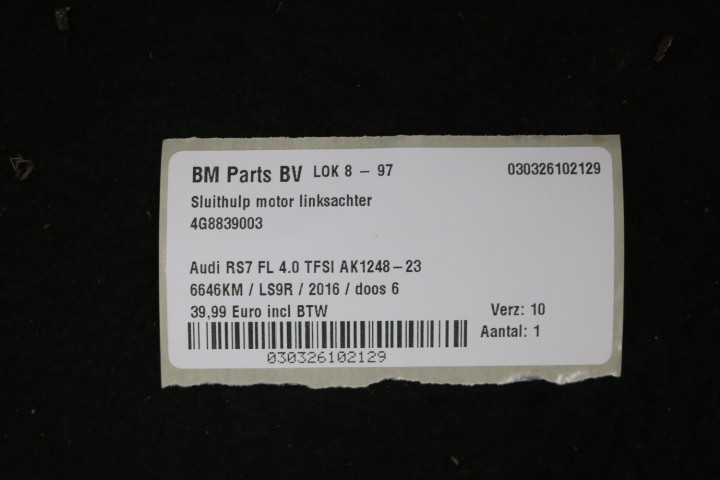 BM Parts BV LOK 8 - 97 030326102129
Sluithulp motor linksachter
4G8839003
Audi RS7 FL 4.0 TFSI AK1248-23
6646KM / LS9R / 2016 / doos 6
39,99 Euro incl BTW Verz: 10
Aantal: 1
030326102129